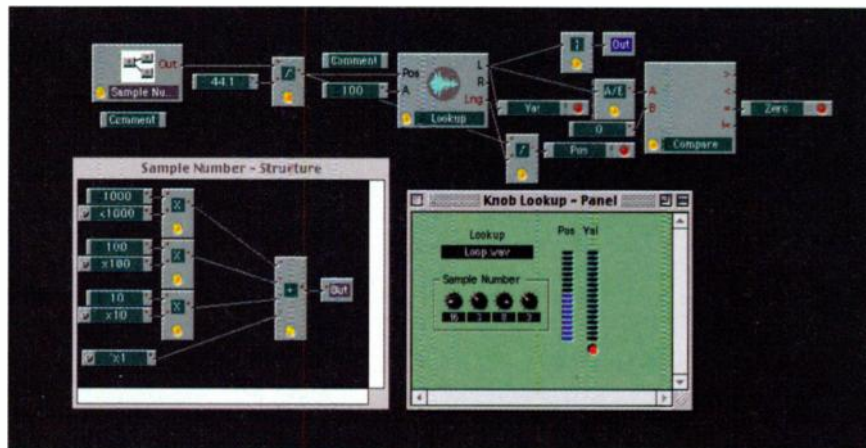 Out
Sample Nu...
Comment
44.1
/
Comment
100
Pos
A
L
R
Lng
Lookup
Out
Val
A/E
0
/
Pos
A
B
>
<
=
Compare
Zero
Sample Number - Structure
1000
x1000
X
100
x100
X
10
x10
X
x1
+
Out
Knob Lookup - Panel
Lookup
Loop.wav
Pos Val
Sample Number